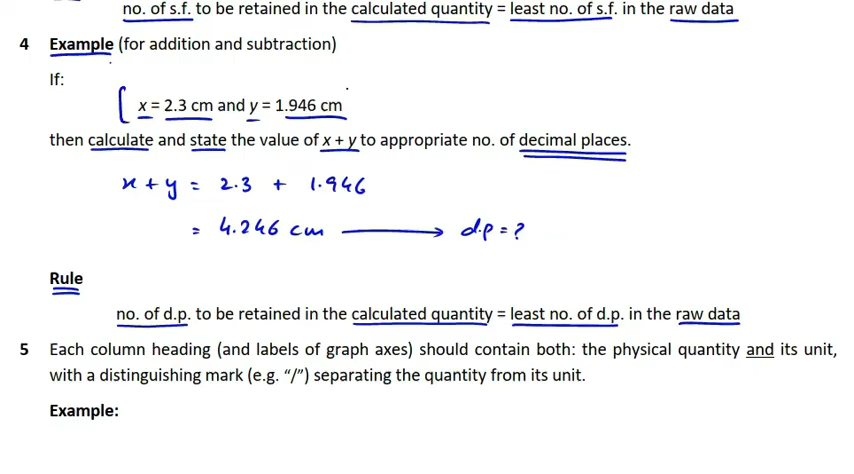 no. of s.f. to be retained in the calculated quantity = least no. of s.f. in the raw data
4 Example (for addition and subtraction)
If:
x = 2.3 cm and y = 1.946 cm
then calculate and state the value of x + y to appropriate no. of decimal places.
x + y = 2.3 + 1.946
= 4.246 cm → d.p = ?
Rule
no. of d.p. to be retained in the calculated quantity = least no. of d.p. in the raw data
5 Each column heading (and labels of graph axes) should contain both: the physical quantity and its unit,
with a distinguishing mark (e.g. “/”) separating the quantity from its unit.
Example: